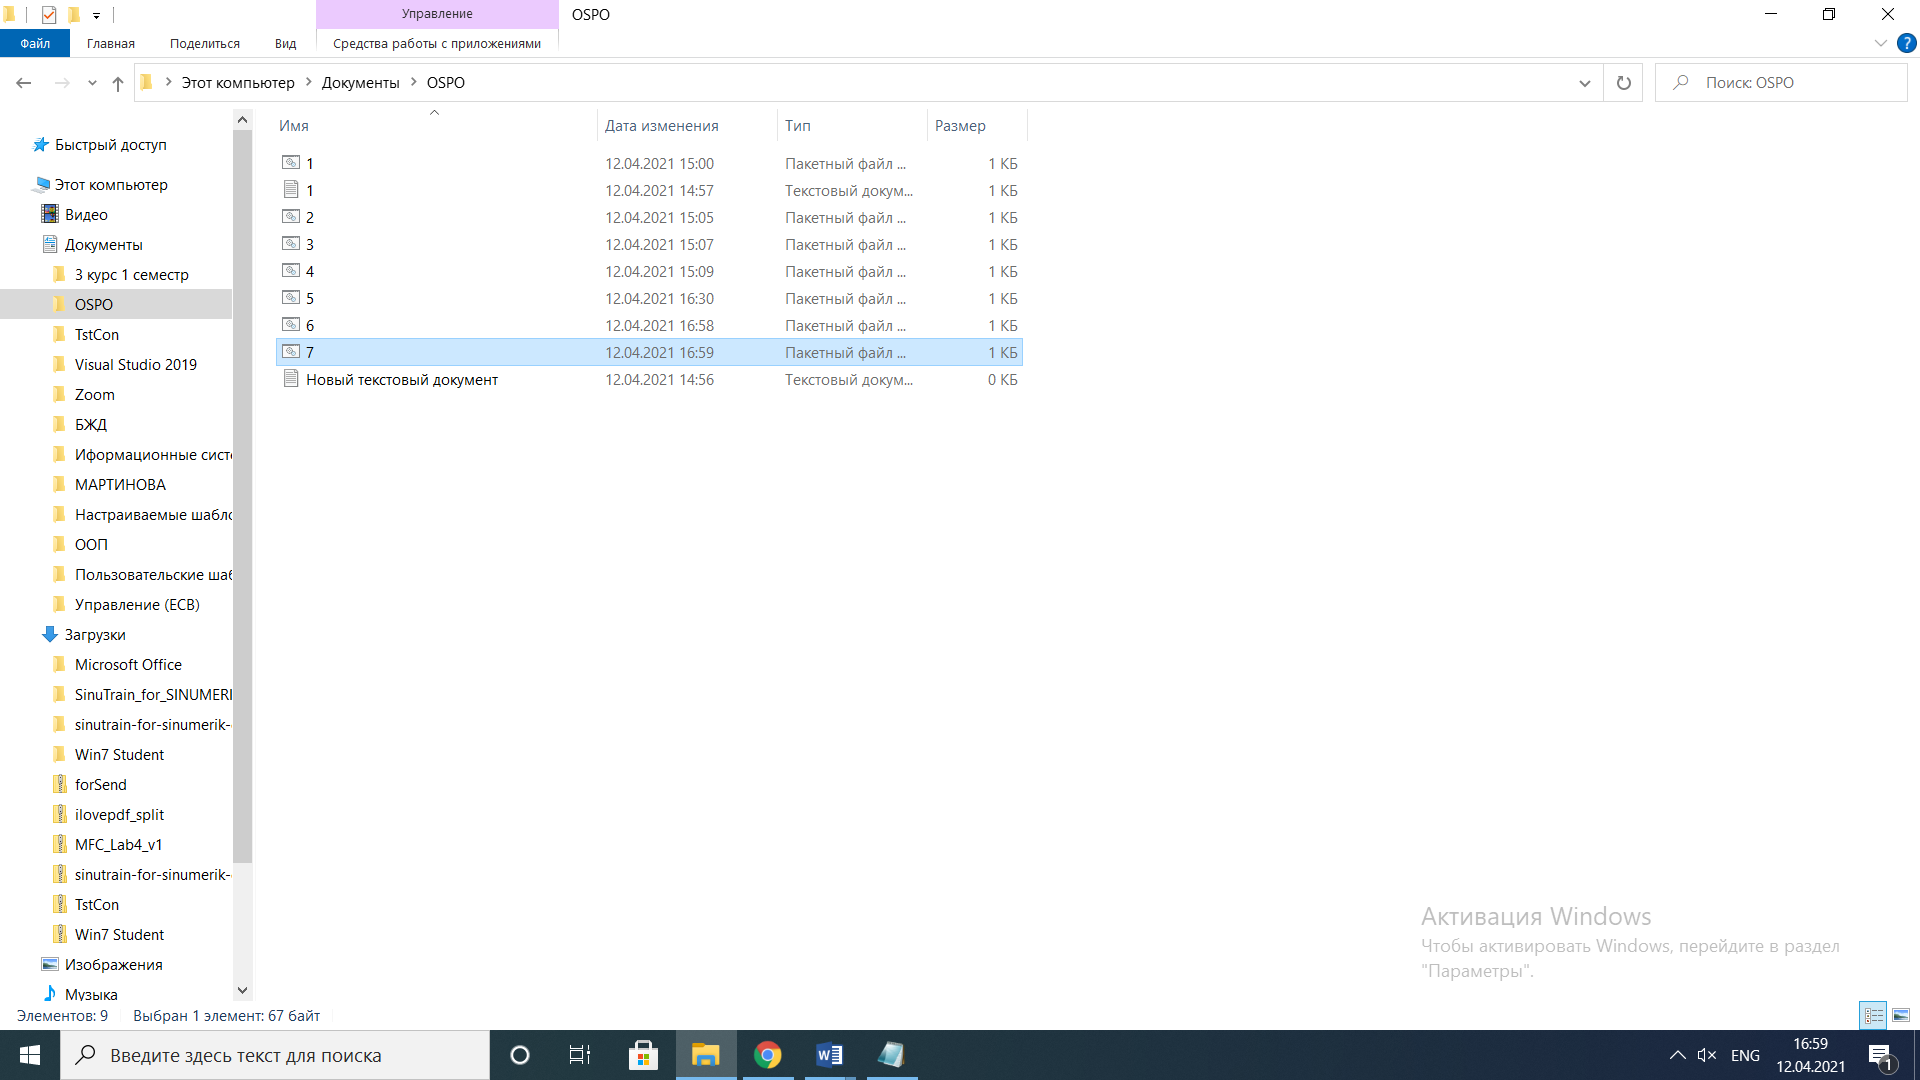 Управление
OSPO
Файл
Главная
Поделиться
Вид
Средства работы с приложениями
?
Этот компьютер
Документы
OSPO
Поиск: OSPO
Имя
Дата изменения
Тип
Размер
1 12.04.2021 15:00 Пакетный файл ... 1 КБ
1 12.04.2021 14:57 Текстовый докум... 1 КБ
2 12.04.2021 15:05 Пакетный файл ... 1 КБ
3 12.04.2021 15:07 Пакетный файл ... 1 КБ
4 12.04.2021 15:09 Пакетный файл ... 1 КБ
5 12.04.2021 16:30 Пакетный файл ... 1 КБ
6 12.04.2021 16:58 Пакетный файл ... 1 КБ
7 12.04.2021 16:59 Пакетный файл ... 1 КБ
Новый текстовый документ 12.04.2021 14:56 Текстовый докум... 0 КБ
Быстрый доступ
Этот компьютер
Видео
Документы
3 курс 1 семестр
OSPO
TstCon
Visual Studio 2019
Zoom
БЖД
Иформационные систе
МАРТИНОВА
Настраиваемые шабло
ООП
Пользовательские шаб
Управление (ЕСВ)
Загрузки
Microsoft Office
SinuTrain_for_SINUMERI
sinutrain-for-sinumerik-
Win7 Student
forSend
ilovepdf_split
MFC_Lab4_v1
sinutrain-for-sinumerik-
TstCon
Win7 Student
Изображения
Музыка
Активация Windows
Чтобы активировать Windows, перейдите в раздел
"Параметры".
Элементов: 9
Выбран 1 элемент: 67 байт
Введите здесь текст для поиска
ENG
16:59
12.04.2021
1